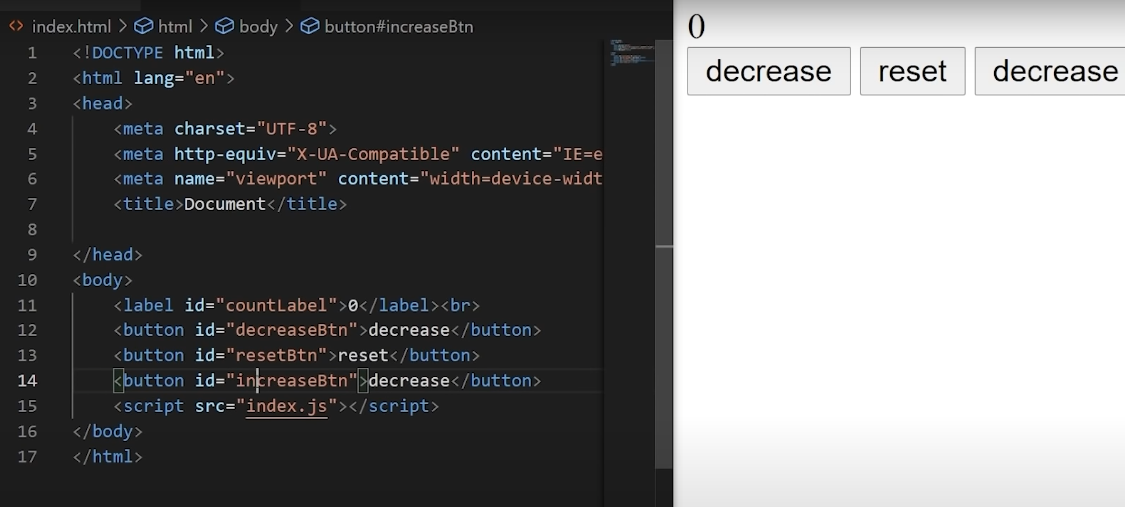 index.html > html > body > button#increaseBtn
1 <!DOCTYPE html>
2 <html lang="en">
3 <head>
4 <meta charset="UTF-8">
5 <meta http-equiv="X-UA-Compatible" content="IE=e
6 <meta name="viewport" content="width=device-widt
7 <title>Document</title>
8
9 </head>
10 <body>
11 <label id="countLabel">0</label><br>
12 <button id="decreaseBtn">decrease</button>
13 <button id="resetBtn">reset</button>
14 <button id="increaseBtn">decrease</button>
15 <script src="index.js"></script>
16 </body>
17 </html>
0
decrease reset decrease